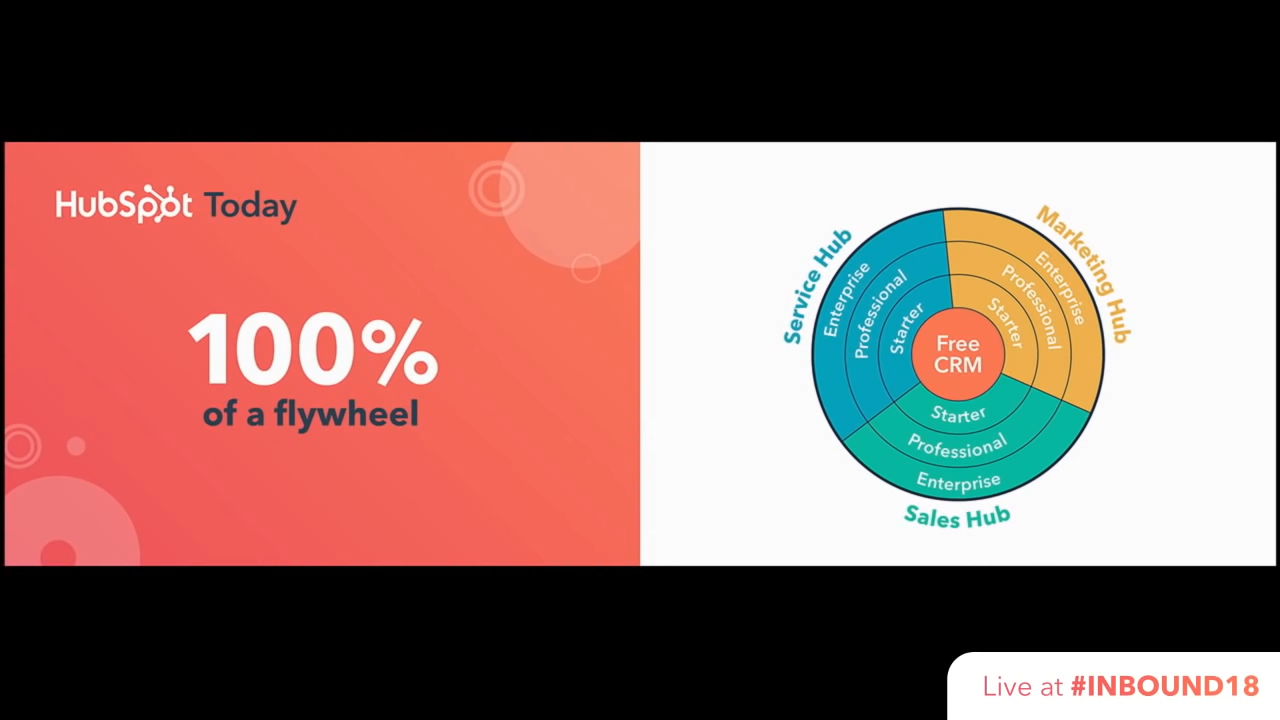 HubSpot Today
100%
of a flywheel
Service Hub
Enterprise
Professional
Starter
Marketing Hub
Enterprise
Professional
Starter
Free
CRM
Starter
Professional
Enterprise
Sales Hub
Live at #INBOUND18